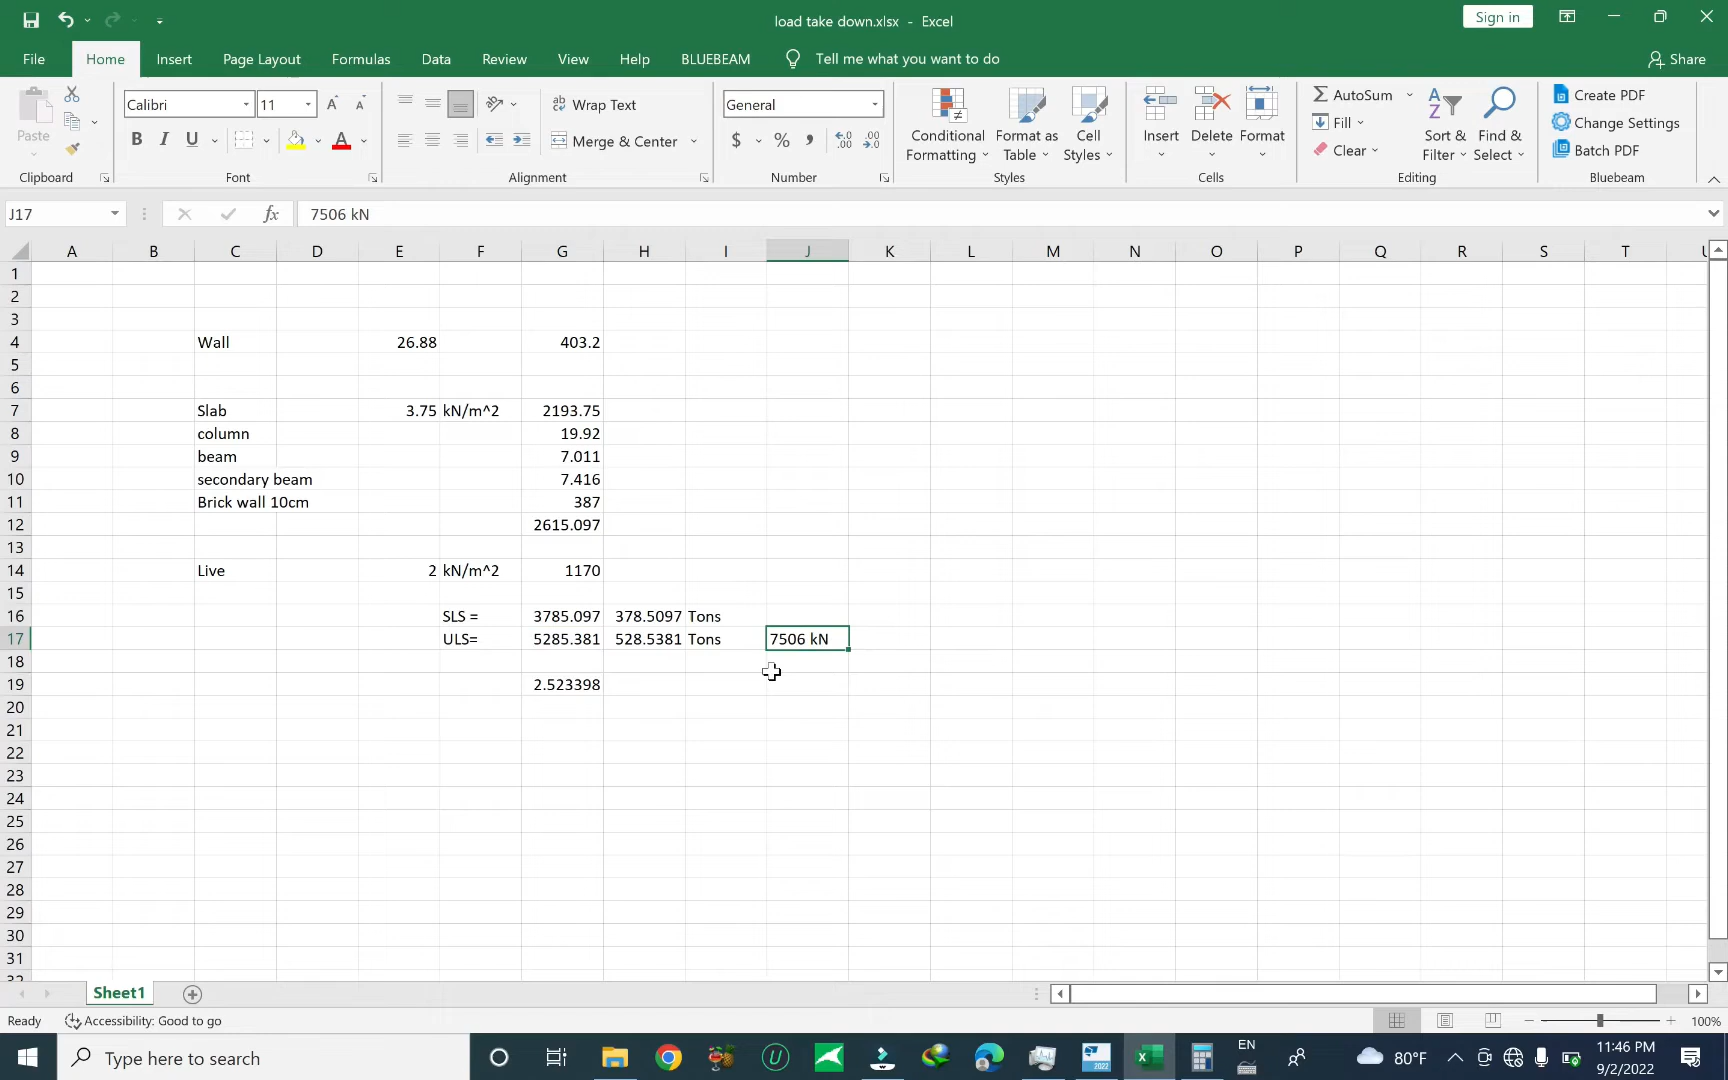 load take down.xlsx - Excel
Sign in
File Home Insert Page Layout Formulas Data Review View Help BLUEBEAM Tell me what you want to do Share
Calibri 11 Wrap Text General AutoSum Create PDF
Paste Merge & Center $ % Conditional Formatting Format as Table Cell Styles Insert Delete Format Fill Clear Sort & Filter Find & Select Change Settings Batch PDF
Clipboard Font Alignment Number Styles Cells Editing Bluebeam
J17 fx 7506 kN
A B C D E F G H I J K L M N O P Q R S T U
1
2
3
4 Wall 26.88 403.2
5
6
7 Slab 3.75 kN/m^2 2193.75
8 column 19.92
9 beam 7.011
10 secondary beam 7.416
11 Brick wall 10cm 387
12 2615.097
13
14 Live 2 kN/m^2 1170
15
16 SLS = 3785.097 378.5097 Tons
17 ULS= 5285.381 528.5381 Tons 7506 kN
18
19 2.523398
20
21
22
23
24
25
26
27
28
29
30
31
32
Sheet1
Ready Accessibility: Good to go 100%
Type here to search EN 80°F 11:46 PM
9/2/2022